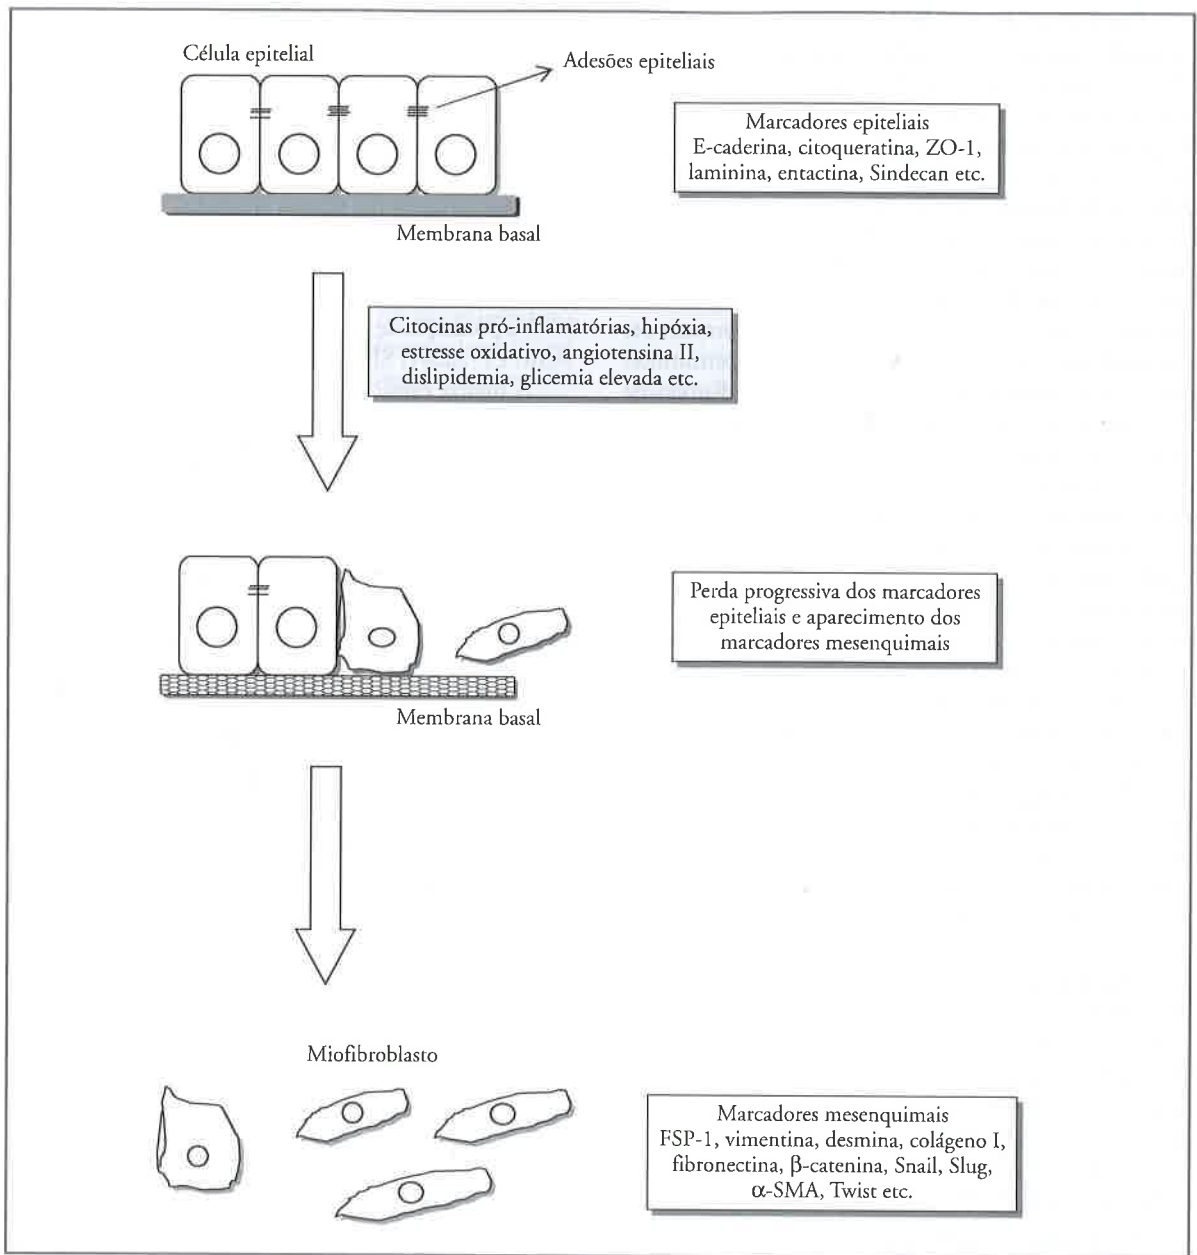 Célula epitelial
Adesões epiteliais
Marcadores epiteliais
E-caderina, citoqueratina, ZO-1,
laminina, entactina, Sindecan etc.
Membrana basal
Citocinas pró-inflamatórias, hipóxia,
estresse oxidativo, angiotensina II,
dislipidemia, glicemia elevada etc.
Perda progressiva dos marcadores
epiteliais e aparecimento dos
marcadores mesenquimais
Membrana basal
Miofibroblasto
Marcadores mesenquimais
FSP-1, vimentina, desmina, colágeno I,
fibronectina, β-catenina, Snail, Slug,
α-SMA, Twist etc.